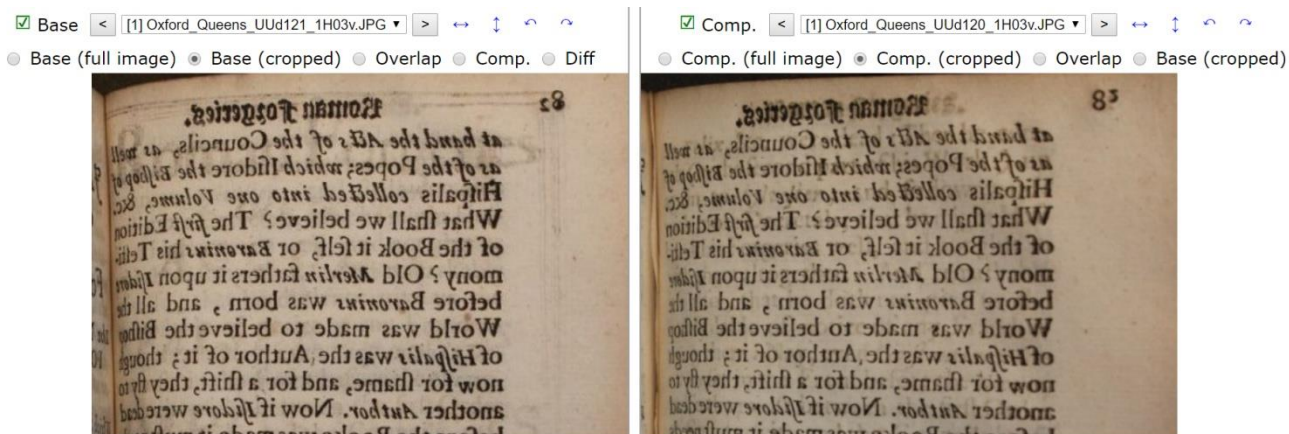 Base < [1] Oxford_Queens_UUd121_1H03v.JPG >
Base (full image) Base (cropped) Overlap Comp. Diff
82 Roman Forgeries.
at hand the Acts of the Councils, as well
as of the Popes; which Iſidore the Biſhop of
Hiſpalis collected into one Volume, &c.
What ſhall we believe? The firſt Edition
of the Book it ſelf, or Baronius his Teſti-
mony? Old Merlin fathers it upon Iſidore
before Baronius was born, and all the
World was made to believe the Biſhop
of Hiſpalis was the Author of it; though
now for ſhame, and for a ſhift, they fly to
another Author. Now if Iſidore were dead
Comp. < [1] Oxford_Queens_UUd120_1H03v.JPG >
Comp. (full image) Comp. (cropped) Overlap Base (cropped)
82 Roman Forgeries.
at hand the Acts of the Councils, as well
as of the Popes; which Iſidore the Biſhop of
Hiſpalis collected into one Volume, &c.
What ſhall we believe? The firſt Edition
of the Book it ſelf, or Baronius his Teſti-
mony? Old Merlin fathers it upon Iſidore
before Baronius was born, and all the
World was made to believe the Biſhop
of Hiſpalis was the Author of it; though
now for ſhame, and for a ſhift, they fly to
another Author. Now if Iſidore were dead